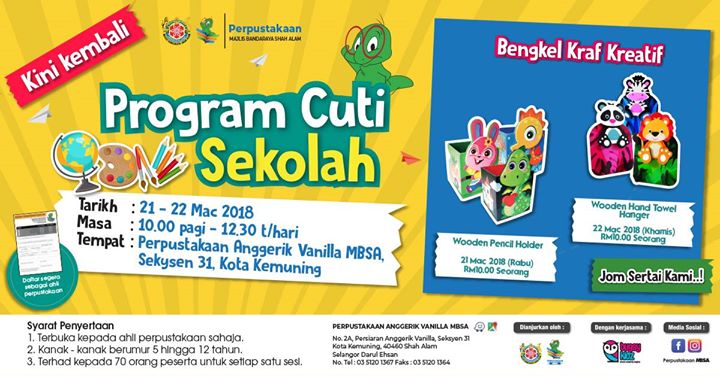 Kini kembali
Perpustakaan
MAJLIS BANDARAYA SHAH ALAM
Program Cuti
Sekolah
Tarikh : 21 - 22 Mac 2018
Masa : 10.00 pagi - 12.30 t/hari
Tempat : Perpustakaan Anggerik Vanilla MBSA,
Sekysen 31, Kota Kemuning
Daftar segera
sebagai ahli
perpustakaan
Bengkel Kraf Kreatif
Wooden Pencil Holder
21 Mac 2018 (Rabu)
RM10.00 Seorang
Wooden Hand Towel
Hanger
22 Mac 2018 (Khamis)
RM10.00 Seorang
Jom Sertai Kami..!
Syarat Penyertaan
1. Terbuka kepada ahli perpustakaan sahaja.
2. Kanak - kanak berumur 5 hingga 12 tahun.
3. Terhad kepada 70 orang peserta untuk setiap satu sesi.
PERPUSTAKAAN ANGGERIK VANILLA MBSA
No. 2A, Persiaran Anggerik Vanilla, Seksyen 31
Kota Kemuning, 40460 Shah Alam
Selangor Darul Ehsan
No. Tel : 03 5120 1367 Faks : 03 5120 1364
Dianjurkan oleh :
Dengan kerjasama :
Media Sosial :
Perpustakaan MBSA